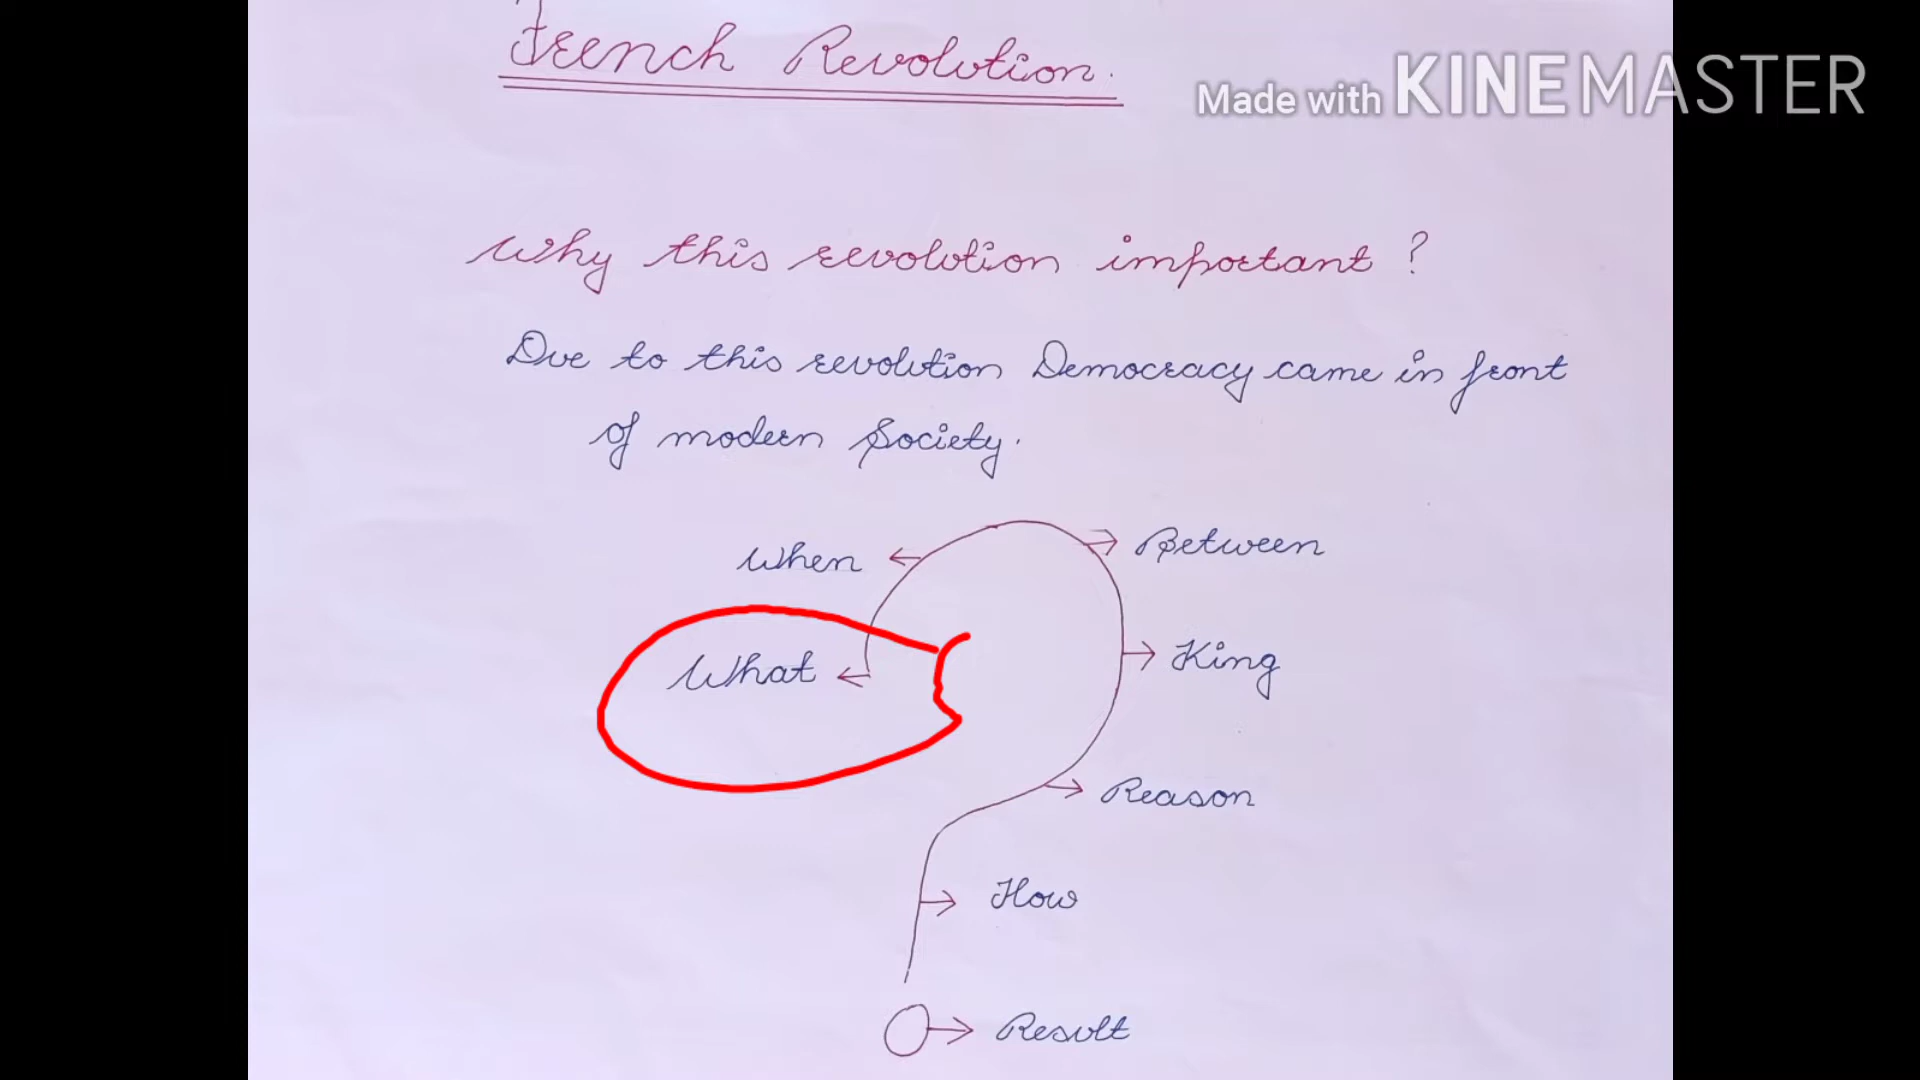 French Revolution.
Made with KINEMASTER
Why this revolution important ?
Due to this revolution Democracy came in front
of modern Society.
When
Between
What
King
Reason
How
Result